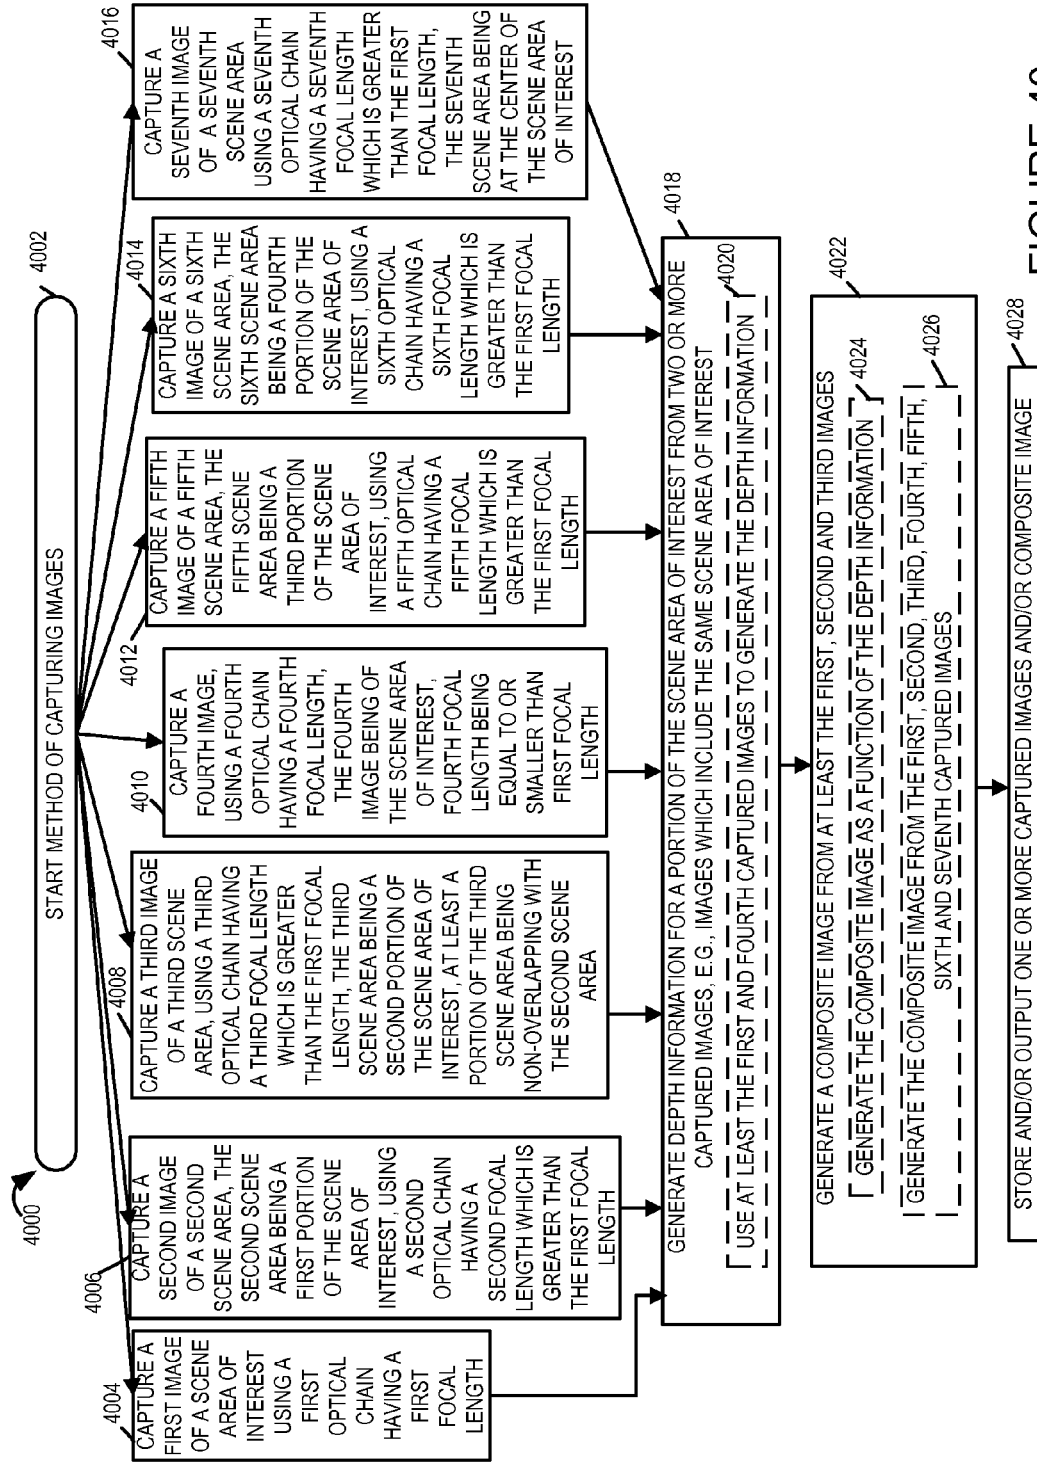 4000
START METHOD OF CAPTURING IMAGES
4002
4004
CAPTURE A
FIRST IMAGE
OF A SCENE
AREA OF
INTEREST
USING A
FIRST
OPTICAL
CHAIN
HAVING A
FIRST
FOCAL
LENGTH
4006
CAPTURE A
SECOND IMAGE
OF A SECOND
SCENE AREA, THE
SECOND SCENE
AREA BEING A
FIRST PORTION
OF THE SCENE
AREA OF
INTEREST, USING
A SECOND
OPTICAL CHAIN
HAVING A
SECOND FOCAL
LENGTH WHICH IS
GREATER THAN
THE FIRST FOCAL
LENGTH
4008
CAPTURE A THIRD IMAGE
OF A THIRD SCENE
AREA, USING A THIRD
OPTICAL CHAIN HAVING
A THIRD FOCAL LENGTH
WHICH IS GREATER
THAN THE FIRST FOCAL
LENGTH, THE THIRD
SCENE AREA BEING A
SECOND PORTION OF
THE SCENE AREA OF
INTEREST, AT LEAST A
PORTION OF THE THIRD
SCENE AREA BEING
NON-OVERLAPPING WITH
THE SECOND SCENE
AREA
4010
CAPTURE A
FOURTH IMAGE,
USING A FOURTH
OPTICAL CHAIN
HAVING A FOURTH
FOCAL LENGTH,
THE FOURTH
IMAGE BEING OF
THE SCENE AREA
OF INTEREST,
FOURTH FOCAL
LENGTH BEING
EQUAL TO OR
SMALLER THAN
FIRST FOCAL
LENGTH
4012
CAPTURE A FIFTH
IMAGE OF A FIFTH
SCENE AREA, THE
FIFTH SCENE
AREA BEING A
THIRD PORTION
OF THE SCENE
AREA OF
INTEREST, USING
A FIFTH OPTICAL
CHAIN HAVING A
FIFTH FOCAL
LENGTH WHICH IS
GREATER THAN
THE FIRST FOCAL
LENGTH
4014
CAPTURE A SIXTH
IMAGE OF A SIXTH
SCENE AREA, THE
SIXTH SCENE AREA
BEING A FOURTH
PORTION OF THE
SCENE AREA OF
INTEREST, USING A
SIXTH OPTICAL
CHAIN HAVING A
SIXTH FOCAL
LENGTH WHICH IS
GREATER THAN
THE FIRST FOCAL
LENGTH
4016
CAPTURE A
SEVENTH IMAGE
OF A SEVENTH
SCENE AREA
USING A SEVENTH
OPTICAL CHAIN
HAVING A SEVENTH
FOCAL LENGTH
WHICH IS GREATER
THAN THE FIRST
FOCAL LENGTH,
THE SEVENTH
SCENE AREA BEING
AT THE CENTER OF
THE SCENE AREA
OF INTEREST
4018
GENERATE DEPTH INFORMATION FOR A PORTION OF THE SCENE AREA OF INTEREST FROM TWO OR MORE
CAPTURED IMAGES, E.G., IMAGES WHICH INCLUDE THE SAME SCENE AREA OF INTEREST
4020
USE AT LEAST THE FIRST AND FOURTH CAPTURED IMAGES TO GENERATE THE DEPTH INFORMATION
4022
GENERATE A COMPOSITE IMAGE FROM AT LEAST THE FIRST, SECOND AND THIRD IMAGES
4024
GENERATE THE COMPOSITE IMAGE AS A FUNCTION OF THE DEPTH INFORMATION
4026
GENERATE THE COMPOSITE IMAGE FROM THE FIRST, SECOND, THIRD, FOURTH, FIFTH,
SIXTH AND SEVENTH CAPTURED IMAGES
4028
STORE AND/OR OUTPUT ONE OR MORE CAPTURED IMAGES AND/OR COMPOSITE IMAGE
FIGURE